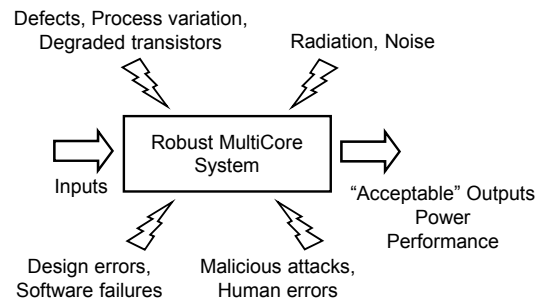 Defects, Process variation,
Degraded transistors
Radiation, Noise
Robust MultiCore
System
Inputs
“Acceptable” Outputs
Power
Performance
Design errors,
Software failures
Malicious attacks,
Human errors